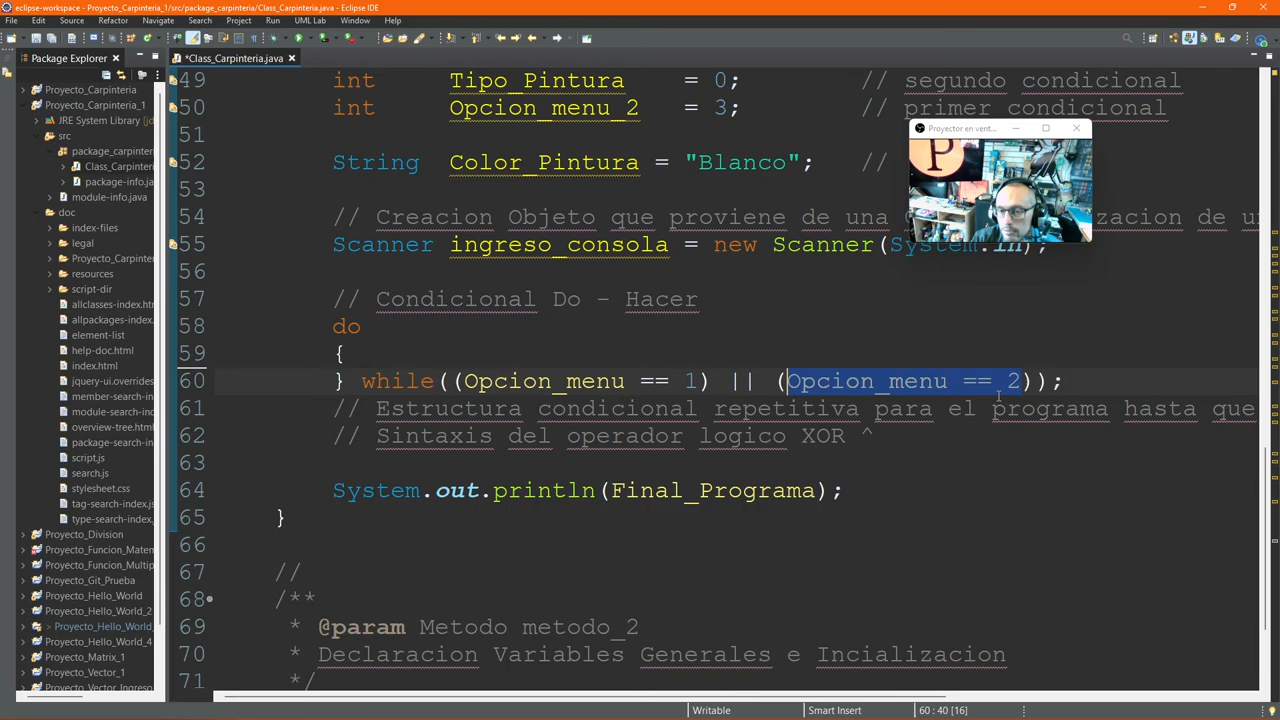 eclipse-workspace - Proyecto_Carpinteria_1/src/package_carpinteria/Class_Carpinteria.java - Eclipse IDE
File Edit Source Refactor Navigate Search Project Run UML Lab Window Help
Package Explorer
*Class_Carpinteria.java
Proyecto_Carpinteria
Proyecto_Carpinteria_1
JRE System Library [jd
src
package_carpinter
Class_Carpinter
package-info.ja
module-info.java
doc
index-files
legal
Proyecto_Carpinter
resources
script-dir
allclasses-index.htm
allpackages-index.
element-list
help-doc.html
index.html
jquery-ui.overrides
member-search-in
module-search-ind
overview-tree.html
package-search-in
script.js
search.js
stylesheet.css
tag-search-index.js
type-search-index.
Proyecto_Division
Proyecto_Funcion_Maten
Proyecto_Funcion_Multip
Proyecto_Git_Prueba
Proyecto_Hello_World
Proyecto_Hello_World_2
> Proyecto_Hello_World_
Proyecto_Hello_World_4
Proyecto_Matrix_1
Proyecto_Vector_1
Proyecto_Vector_Ingreso
49 int Tipo_Pintura = 0; // segundo condicional
50 int Opcion_menu_2 = 3; // primer condicional
51
52 String Color_Pintura = "Blanco"; //
53
54 // Creacion Objeto que proviene de una C izacion de un
55 Scanner ingreso_consola = new Scanner(System.in);
56
57 // Condicional Do - Hacer
58 do
59 {
60 } while((Opcion_menu == 1) || (Opcion_menu == 2));
61 // Estructura condicional repetitiva para el programa hasta que
62 // Sintaxis del operador logico XOR ^
63
64 System.out.println(Final_Programa);
65 }
66
67 //
68 /**
69 * @param Metodo metodo_2
70 * Declaracion Variables Generales e Incializacion
71 */
Proyector en vent...
P
Writable Smart Insert 60 : 40 [16]